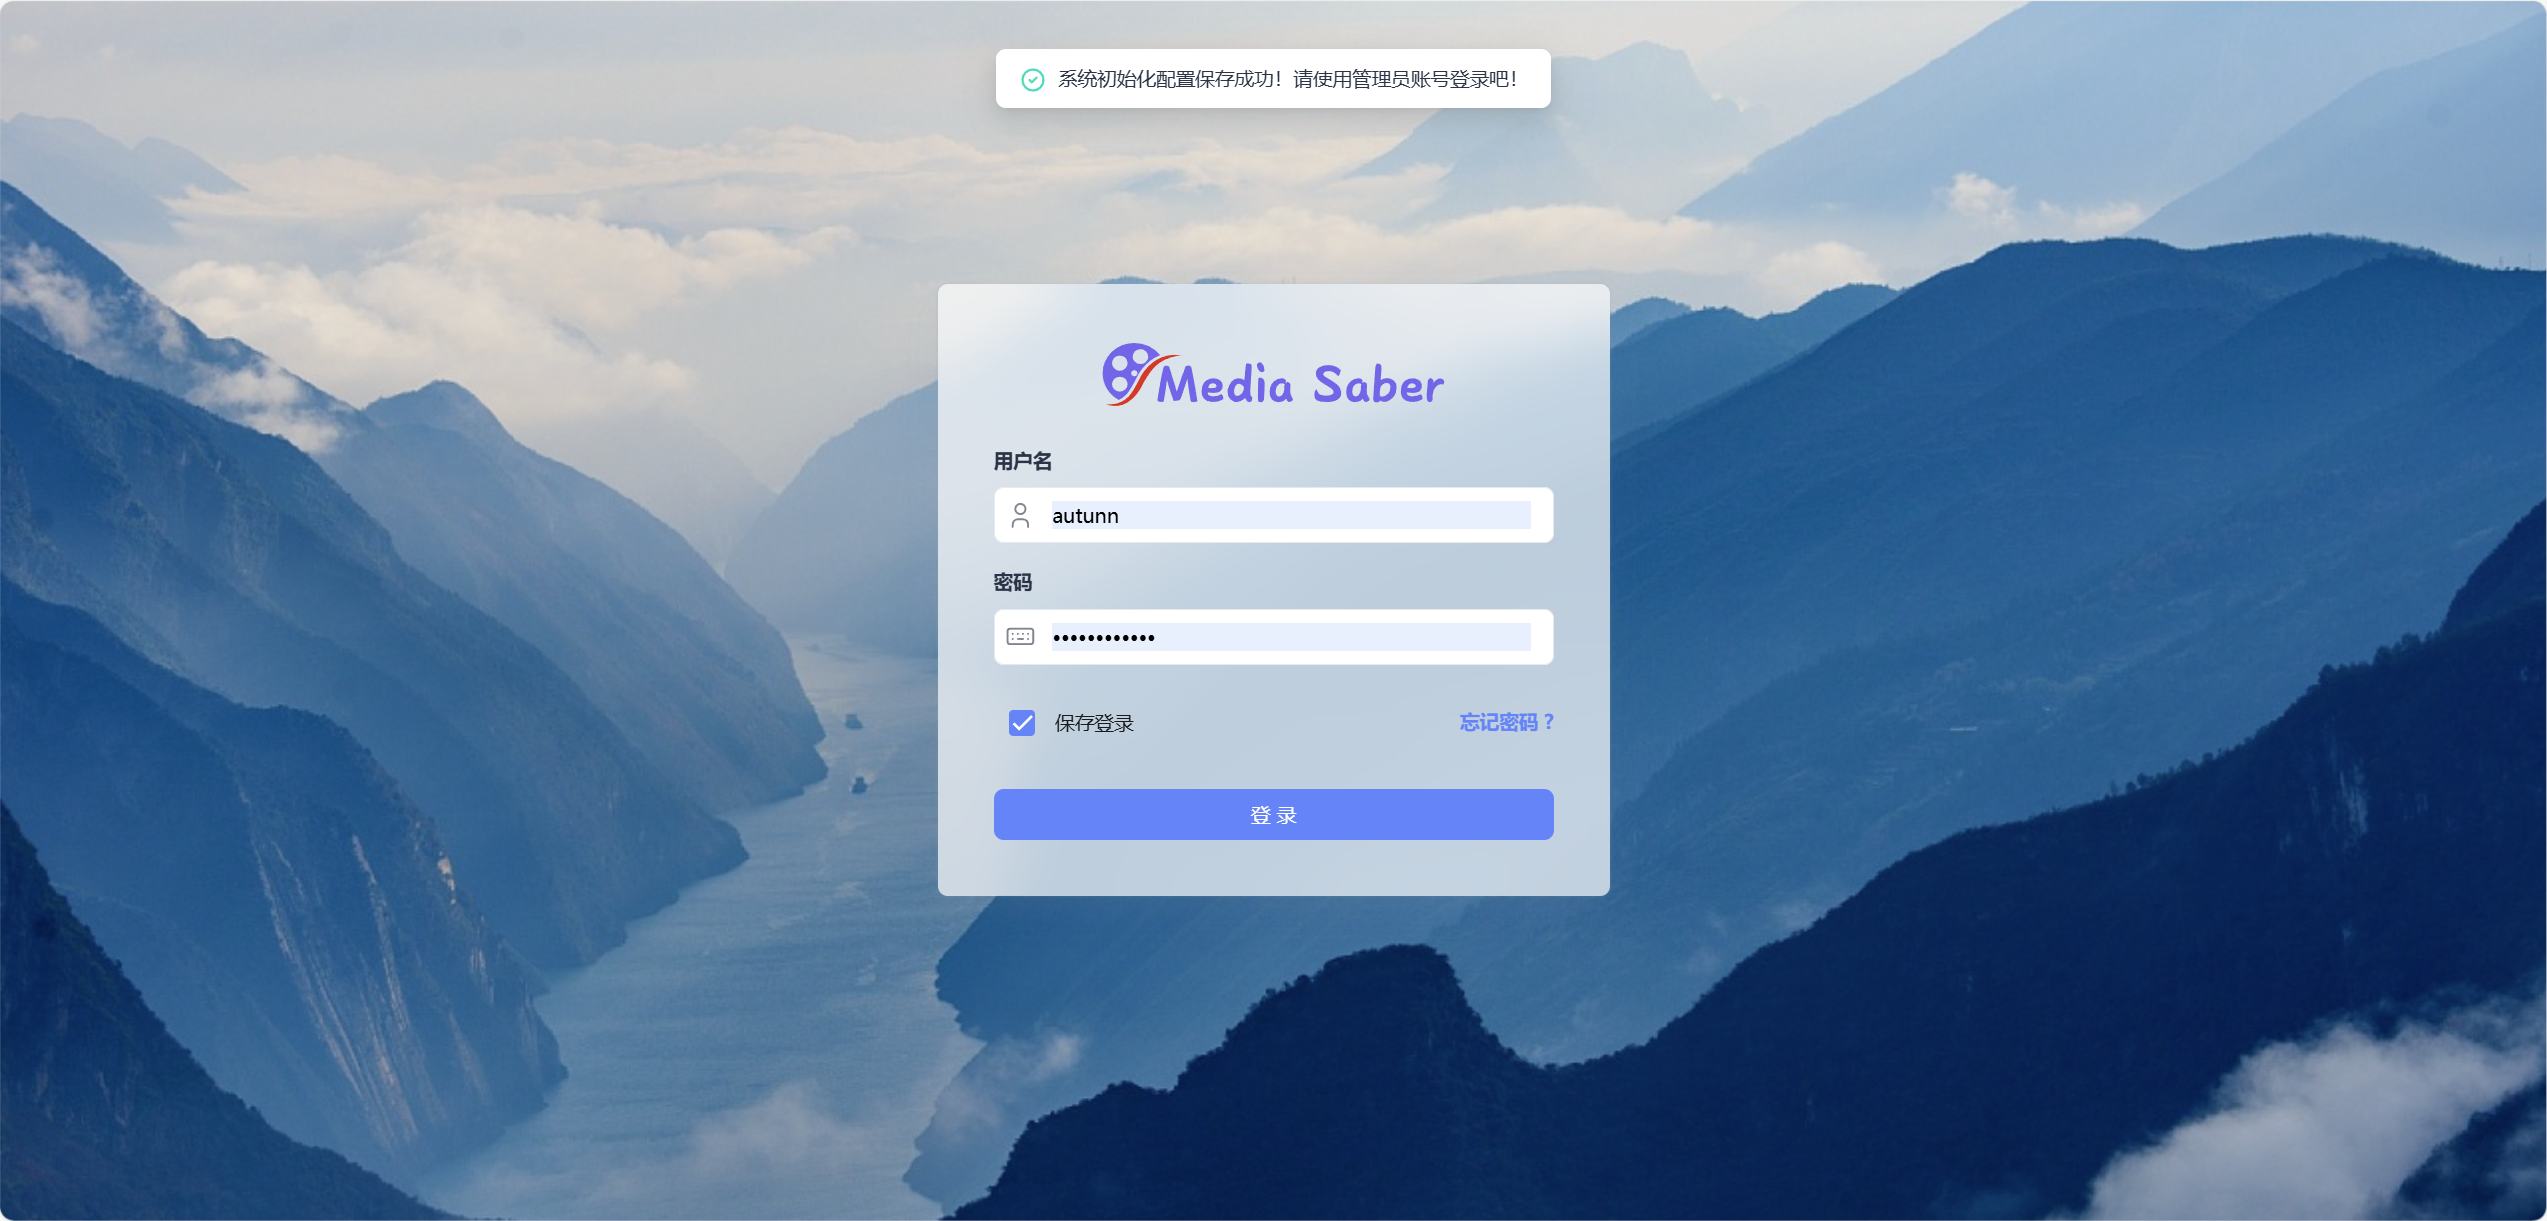 系统初始化配置保存成功！请使用管理员账号登录吧！
Media Saber
用户名
autunn
密码
••••••••••••
保存登录
忘记密码？
登 录